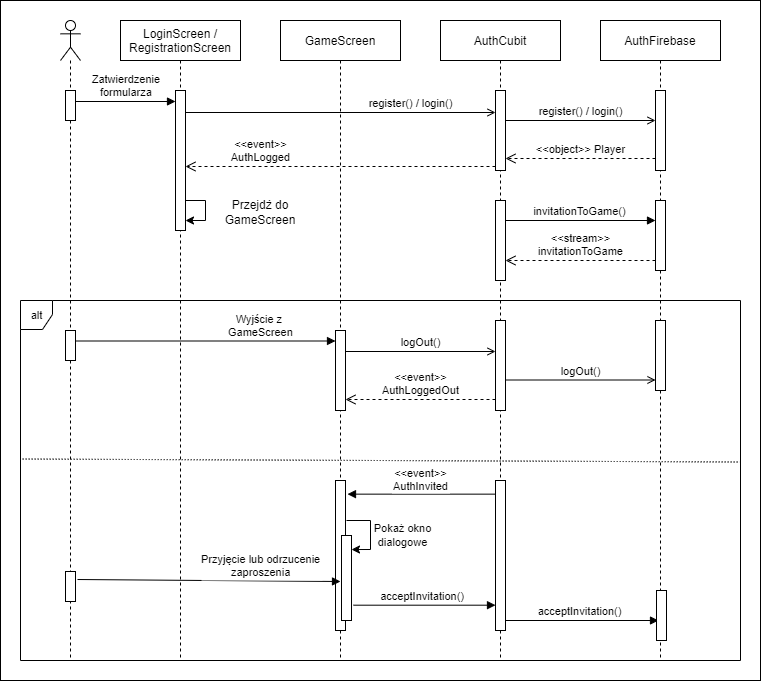 LoginScreen /
RegistrationScreen
GameScreen
AuthCubit
AuthFirebase
Zatwierdzenie
formularza
register() / login()
register() / login()
<<object>> Player
<<event>>
AuthLogged
Przejdź do
GameScreen
invitationToGame()
<<stream>>
invitationToGame
alt
Wyjście z
GameScreen
logOut()
logOut()
<<event>>
AuthLoggedOut
<<event>>
AuthInvited
Pokaż okno
dialogowe
Przyjęcie lub odrzucenie
zaproszenia
acceptInvitation()
acceptInvitation()